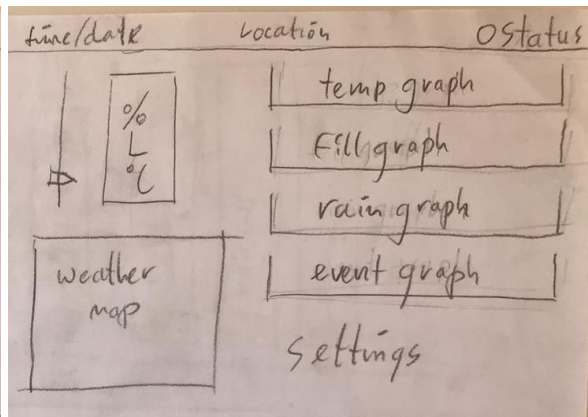 time/date Location OStatus
%
L
°C
temp graph
Fill graph
rain graph
event graph
weather
map
Settings